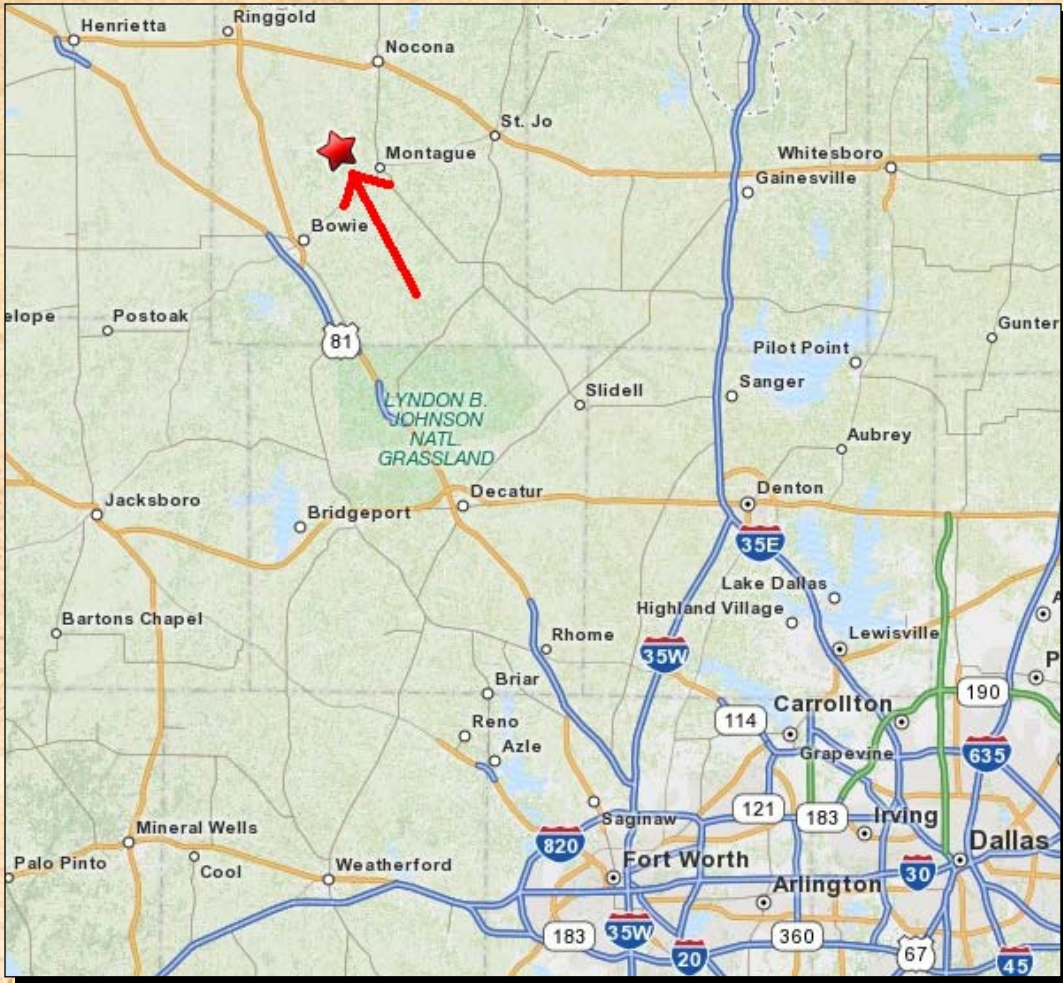 Henrietta
Ringgold
Nocona
St. Jo
Montague
Whitesboro
Gainesville
Bowie
elope
Postoak
81
Gunter
Pilot Point
Sanger
Slidell
LYNDON B.
JOHNSON
NATL.
GRASSLAND
Aubrey
Jacksboro
Bridgeport
Decatur
Denton
35E
Lake Dallas
Highland Village
A
Bartons Chapel
Lewisville
Rhome
35W
P
Briar
190
Carrollton
114
Reno
Azle
Grapevine
635
121
183
Irving
Saginaw
Mineral Wells
820
Dallas
Palo Pinto
Cool
Weatherford
Fort Worth
30
Arlington
183
35W
360
20
67
45